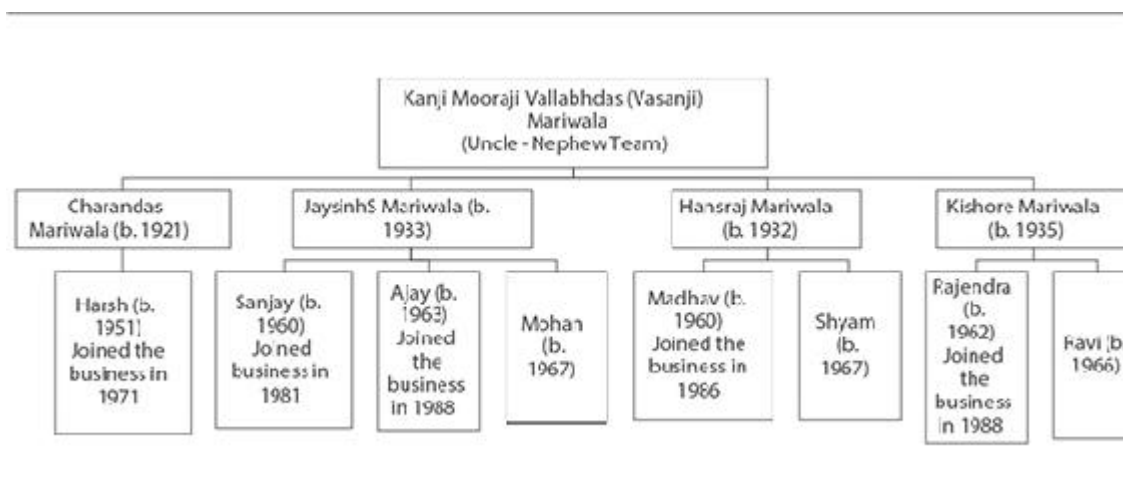 Kanji Mooraji Vallabhdas (Vasanji)
Mariwala
(Uncle - Nephew Team)
Charandas
Mariwala (b. 1921)
JaysinhS Mariwala (b.
1933)
Hansraj Mariwala
(b. 1932)
Kishore Mariwala
(b. 1935)
Harsh (b.
1951)
Joined the
business in
1971
Sanjay (b.
1960)
Joined
business in
1981
Ajay (b.
1963)
Joined
the
business
in 1988
Mohan
(b.
1967)
Madhav (b.
1960)
Joined the
business in
1986
Shyam
(b.
1967)
Rajendra
(b.
1962)
Joined
the
business
in 1988
Ravi (b
1966)